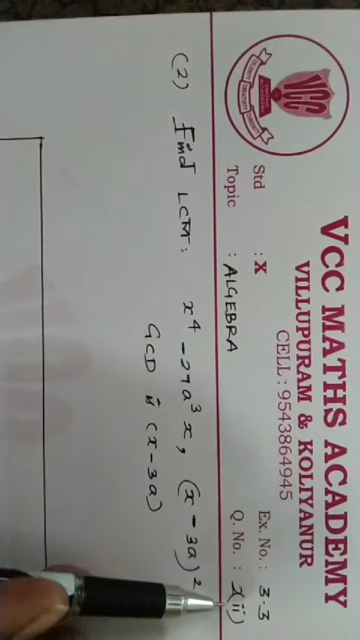 VCC MATHS ACADEMY
VILLUPURAM & KOLIYANUR
CELL : 9543864945
VCC
Std : X
Ex. No. : 3.3
Topic : ALGEBRA
Q. No. : 2(ii)
(2) Find LCM: x⁴ - 27a³x, (x - 3a)²
GCD is (x - 3a)